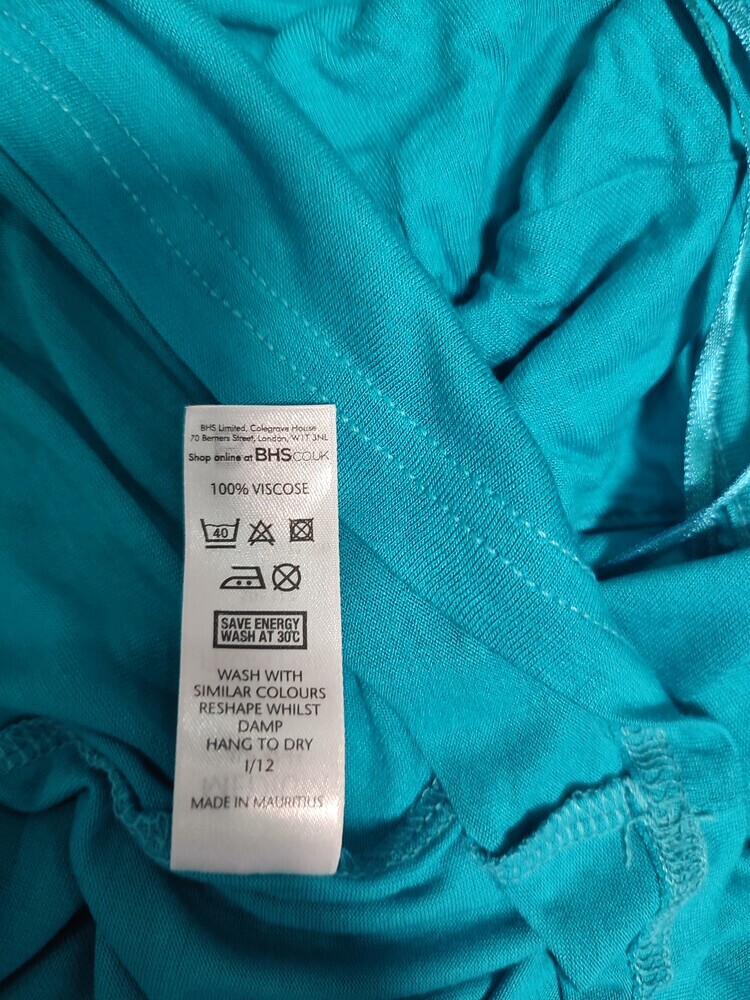 BHS Limited, Colegrave House
70 Berners Street, London, W1T 3NL
Shop online at BHS.CO.UK
100% VISCOSE
40
SAVE ENERGY
WASH AT 30°C
WASH WITH
SIMILAR COLOURS
RESHAPE WHILST
DAMP
HANG TO DRY
1/12
MADE IN MAURITIUS